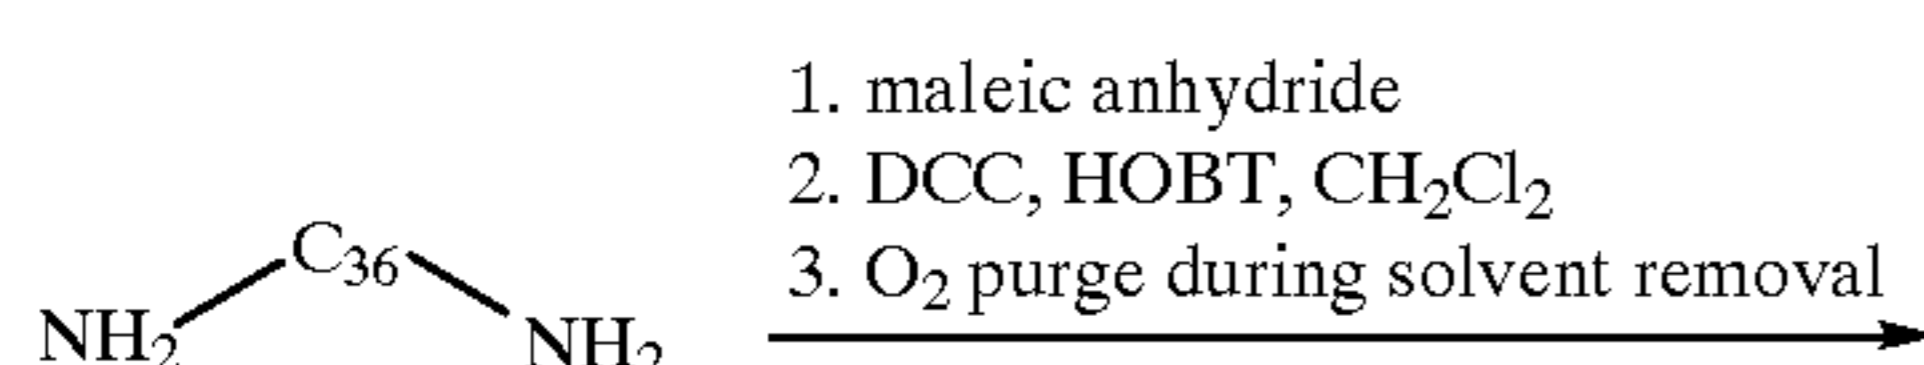 1. maleic anhydride
2. DCC, HOBT, CH₂Cl₂
3. O₂ purge during solvent removal
C₃₆
NH₂ NH₂